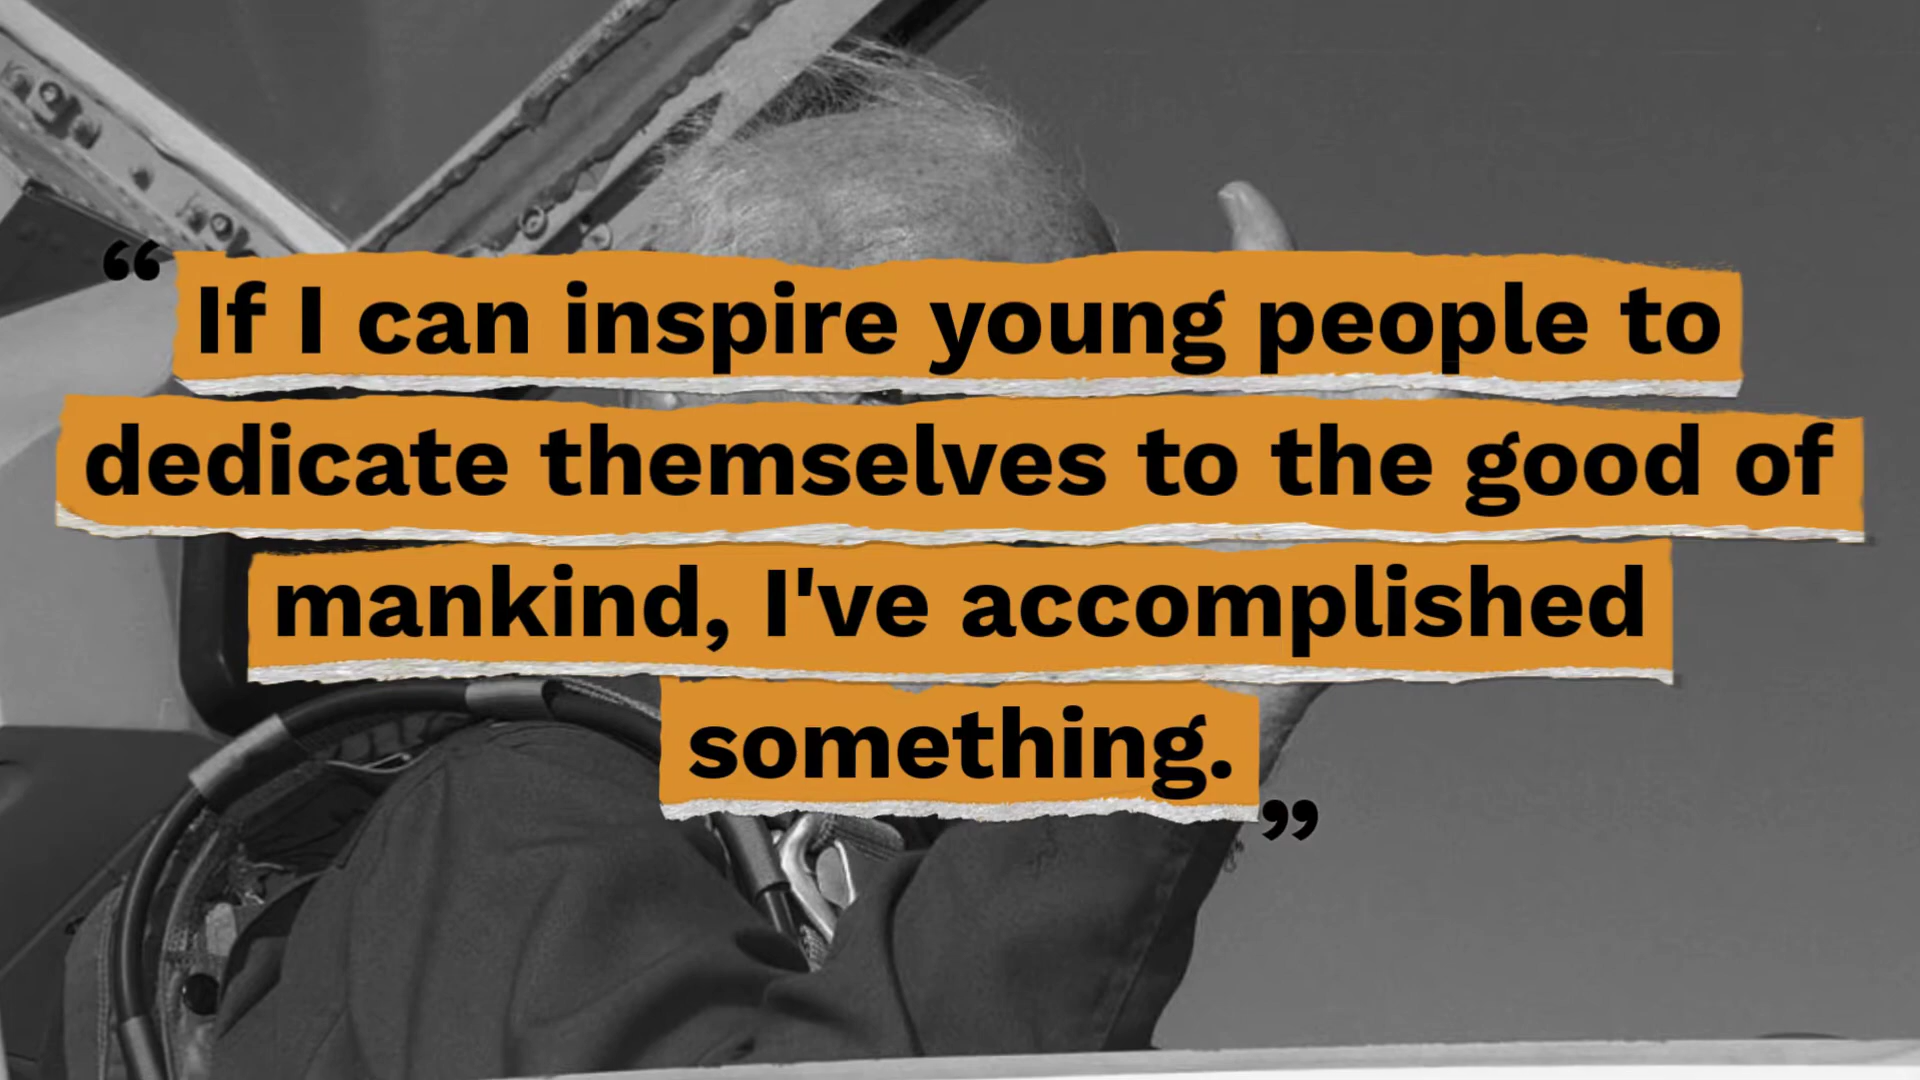 “If I can inspire young people to
dedicate themselves to the good of
mankind, I've accomplished
something.”